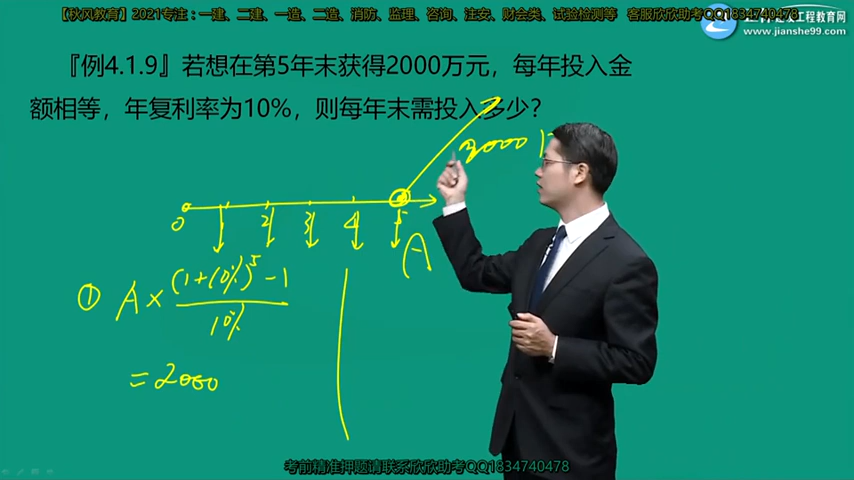 【秋风教育】2021专注：一建、二建、一造、二造、消防、监理、咨询、注安、财会类、试验检测等 客服欣欣助考QQ1834740478
工程教育网
www.jianshe99.com
『例4.1.9』若想在第5年末获得2000万元，每年投入金
额相等，年复利率为10%，则每年末需投入多少？
2000
0 2 3 4 5
A
① A× (1+10%)^5 -1
10%
=2000
考前精准押题请联系欣欣助考QQ1834740478